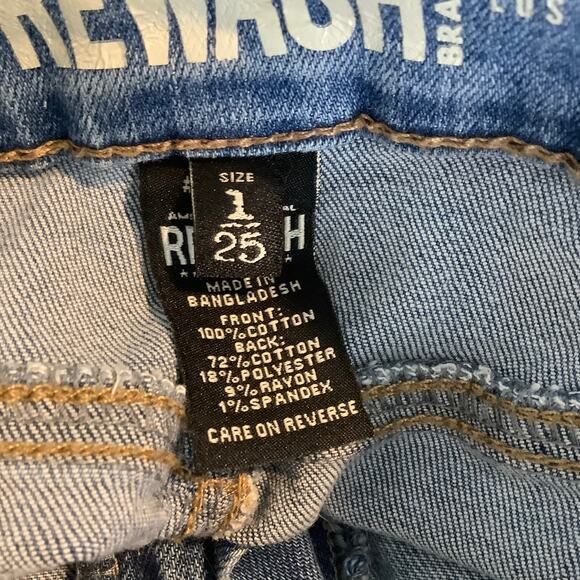 REWASH
BRA
LUS
SIZE
1
25
MADE IN
BANGLADESH
FRONT:
100%COTTON
BACK:
72%COTTON
18%POLYESTER
9%RAYON
1%SPANDEX
CARE ON REVERSE